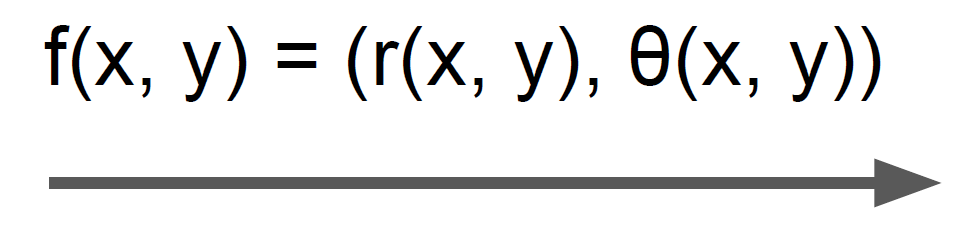 f(x, y) = (r(x, y), θ(x, y))